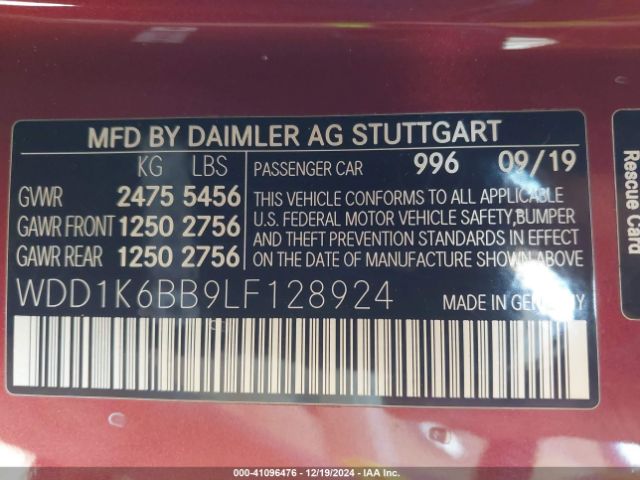 MFD BY DAIMLER AG STUTTGART
KG LBS
GVWR 2475 5456
GAWR FRONT 1250 2756
GAWR REAR 1250 2756
PASSENGER CAR 996 09/19
THIS VEHICLE CONFORMS TO ALL APPLICABLE
U.S. FEDERAL MOTOR VEHICLE SAFETY,BUMPER
AND THEFT PREVENTION STANDARDS IN EFFECT
ON THE DATE OF MANUFACTURE SHOWN ABOVE
WDD1K6BB9LF128924
MADE IN GERMANY
Rescue Card
000-41096476 - 12/19/2024 - IAA Inc.